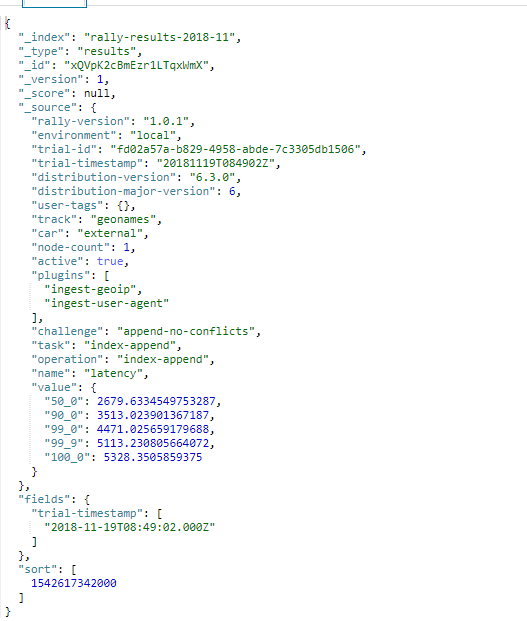 {
"_index": "rally-results-2018-11",
"_type": "results",
"_id": "xQVpK2cBmEzr1LTqxWmX",
"_version": 1,
"_score": null,
"_source": {
"rally-version": "1.0.1",
"environment": "local",
"trial-id": "fd02a57a-b829-4958-abde-7c3305db1506",
"trial-timestamp": "20181119T084902Z",
"distribution-version": "6.3.0",
"distribution-major-version": 6,
"user-tags": {},
"track": "geonames",
"car": "external",
"node-count": 1,
"active": true,
"plugins": [
"ingest-geoip",
"ingest-user-agent"
],
"challenge": "append-no-conflicts",
"task": "index-append",
"operation": "index-append",
"name": "latency",
"value": {
"50_0": 2679.6334549753287,
"90_0": 3513.023901367187,
"99_0": 4471.025659179688,
"99_9": 5113.230805664072,
"100_0": 5328.3505859375
}
},
"fields": {
"trial-timestamp": [
"2018-11-19T08:49:02.000Z"
]
},
"sort": [
1542617342000
]
}